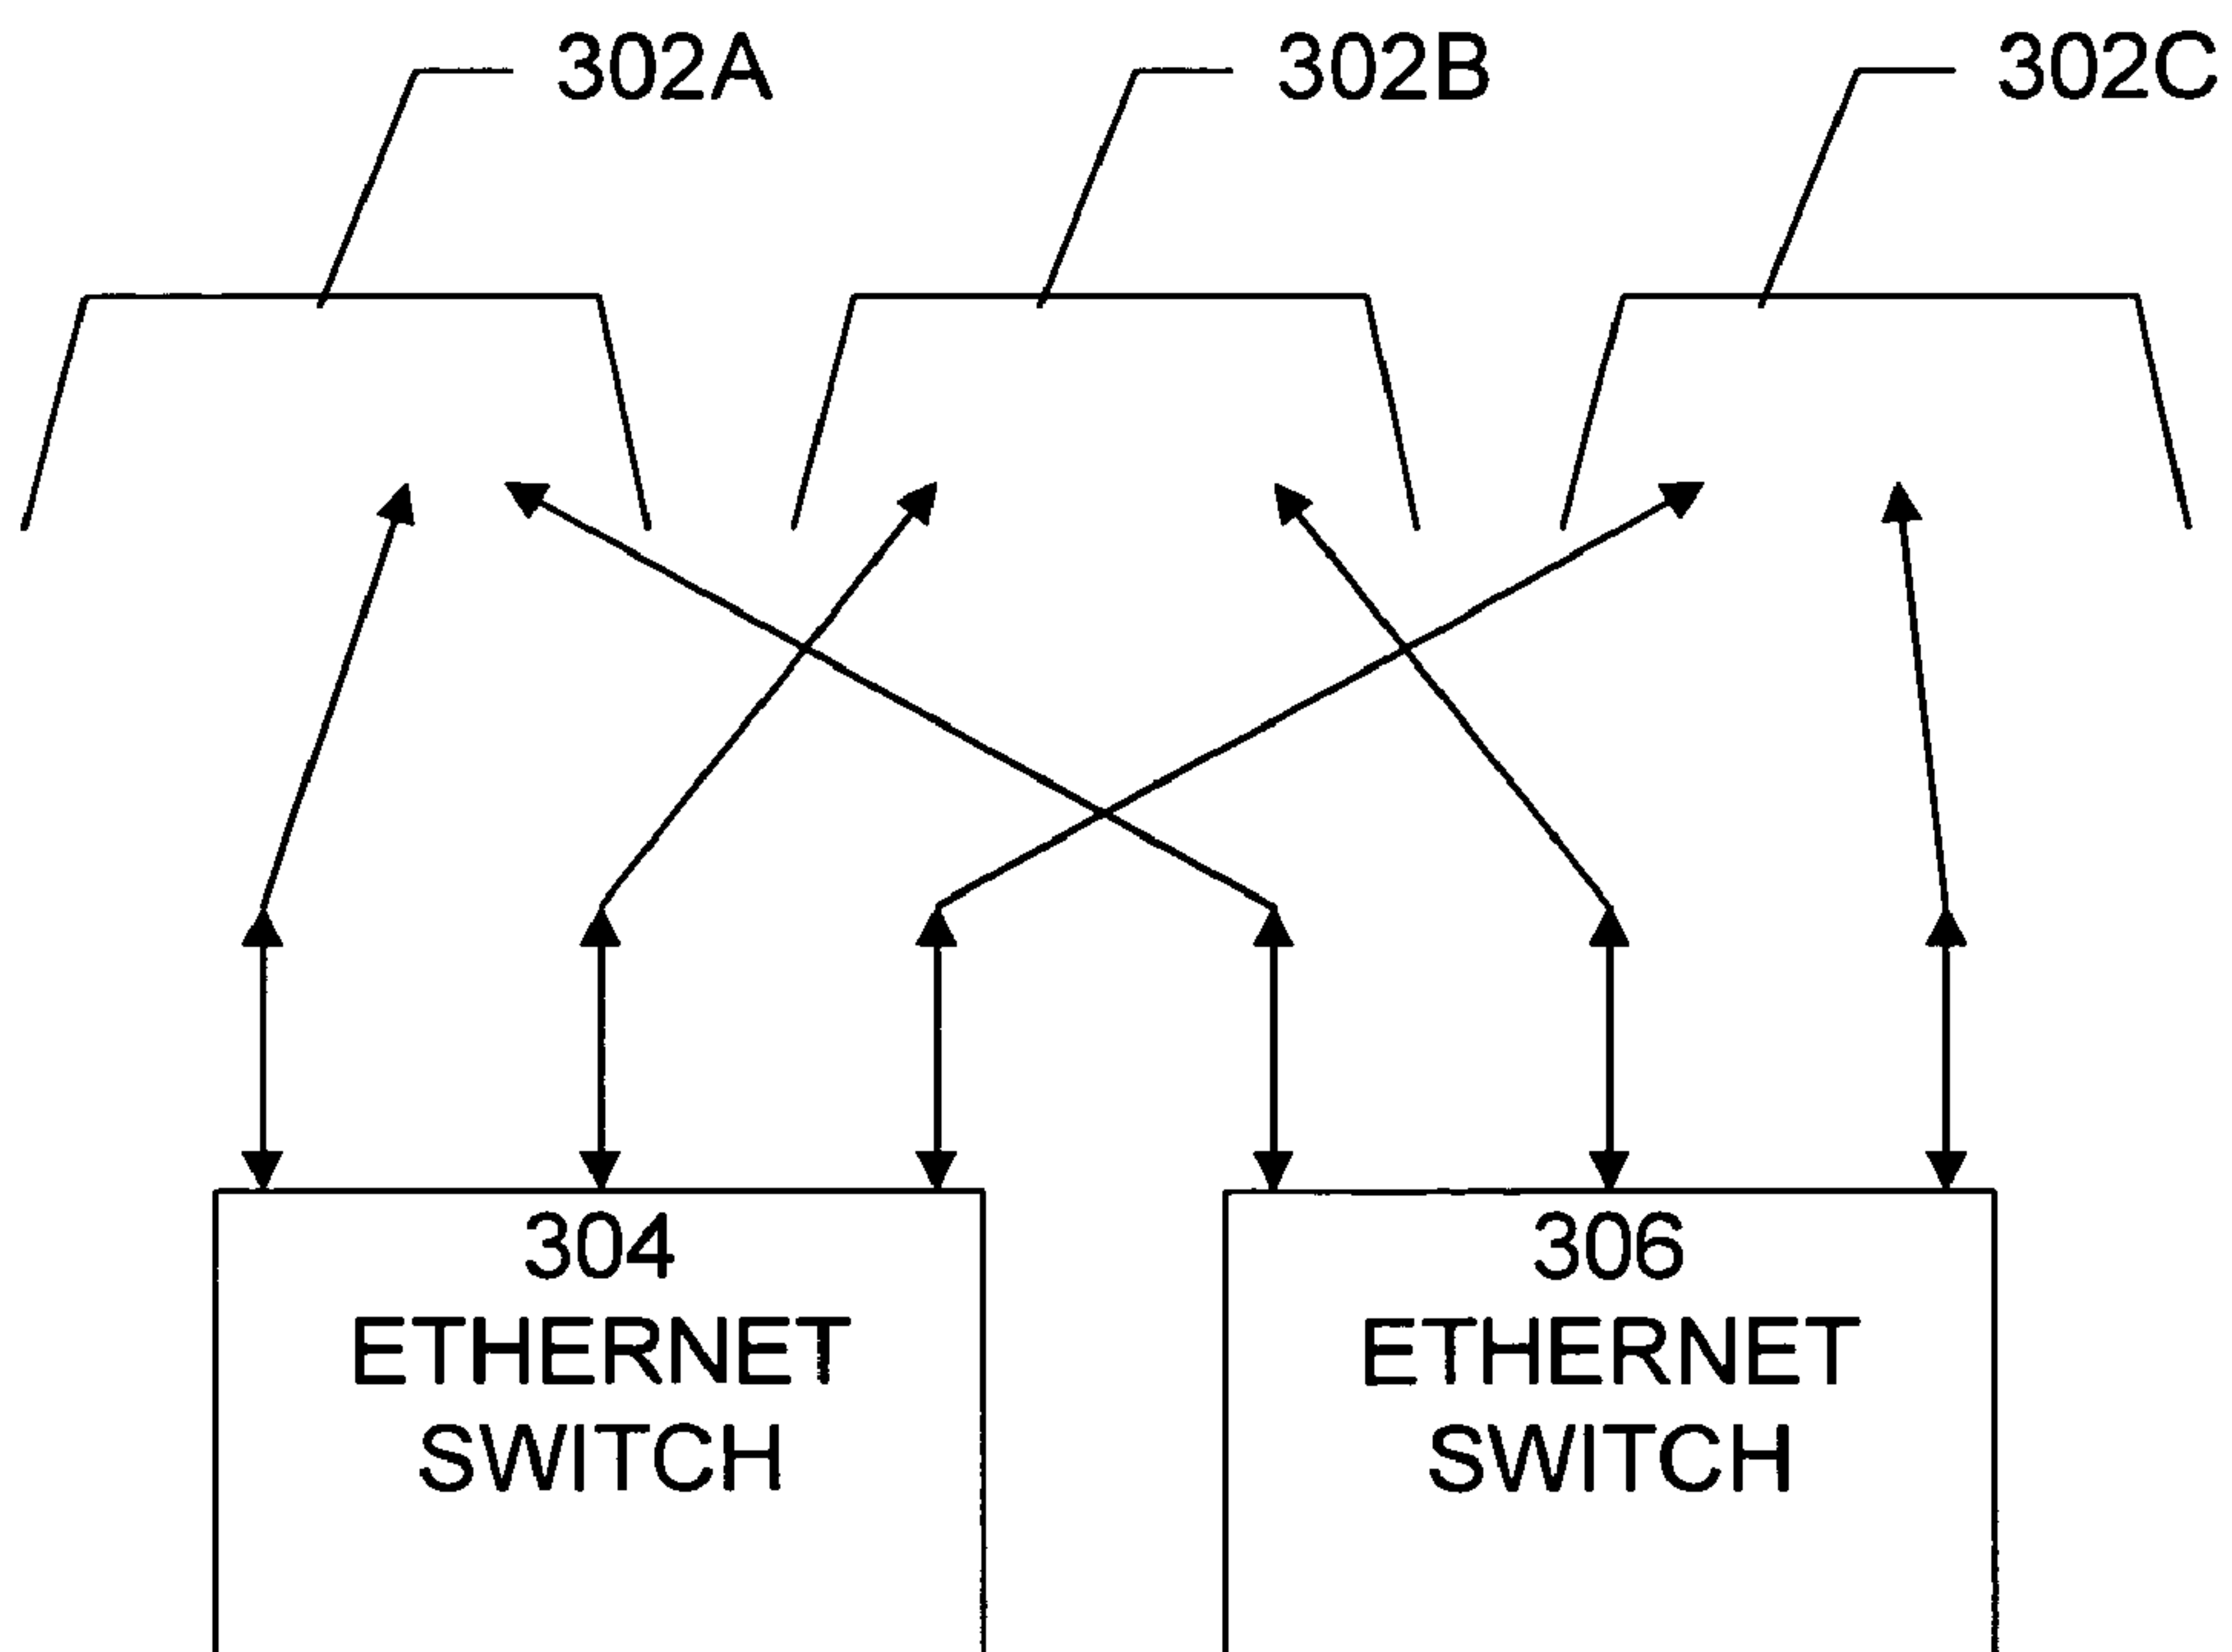 302A
302B
302C
304
ETHERNET
SWITCH
306
ETHERNET
SWITCH